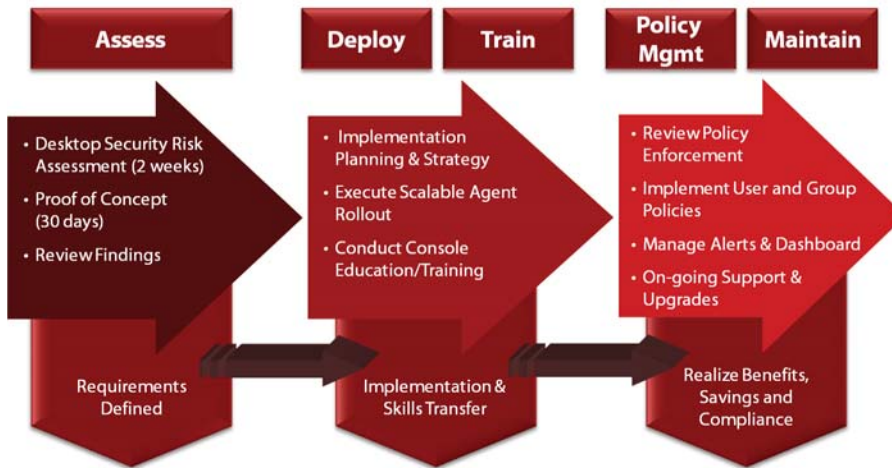 Assess
Deploy
Train
Policy
Mgmt
Maintain
• Desktop Security Risk
Assessment (2 weeks)
• Proof of Concept
(30 days)
• Review Findings
• Implementation
Planning & Strategy
• Execute Scalable Agent
Rollout
• Conduct Console
Education/Training
• Review Policy
Enforcement
• Implement User and Group
Policies
• Manage Alerts & Dashboard
• On-going Support &
Upgrades
Requirements
Defined
Implementation &
Skills Transfer
Realize Benefits,
Savings and
Compliance